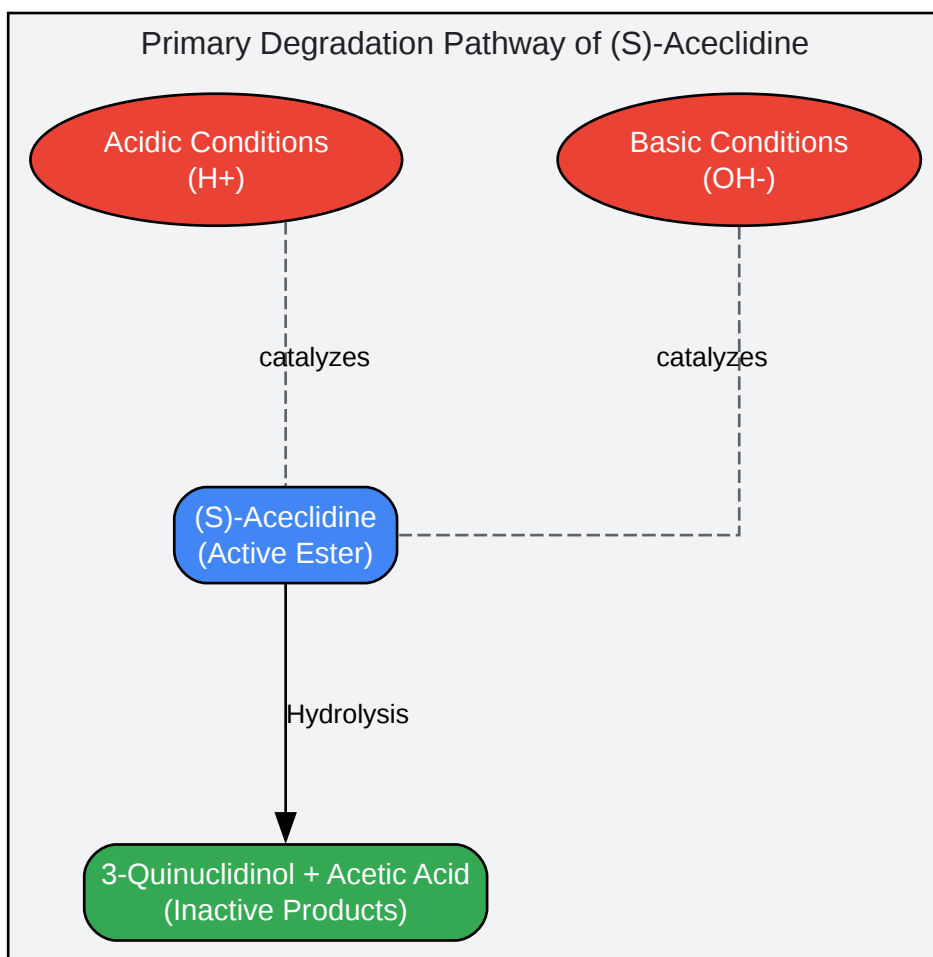 Primary Degradation Pathway of (S)-Aceclidine
Acidic Conditions
(H+)
Basic Conditions
(OH-)
catalyzes
catalyzes
(S)-Aceclidine
(Active Ester)
Hydrolysis
3-Quinuclidinol + Acetic Acid
(Inactive Products)